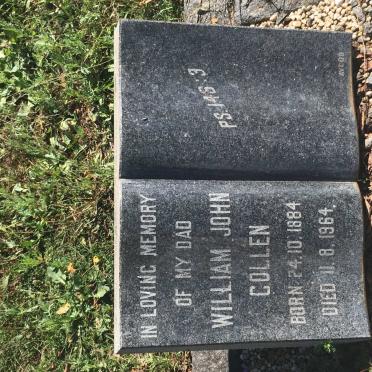 IN LOVING MEMORY
OF MY DAD
WILLIAM JOHN
COLLEN
BORN 24.10.1884
DIED 11.8.1964.
PS.146.3